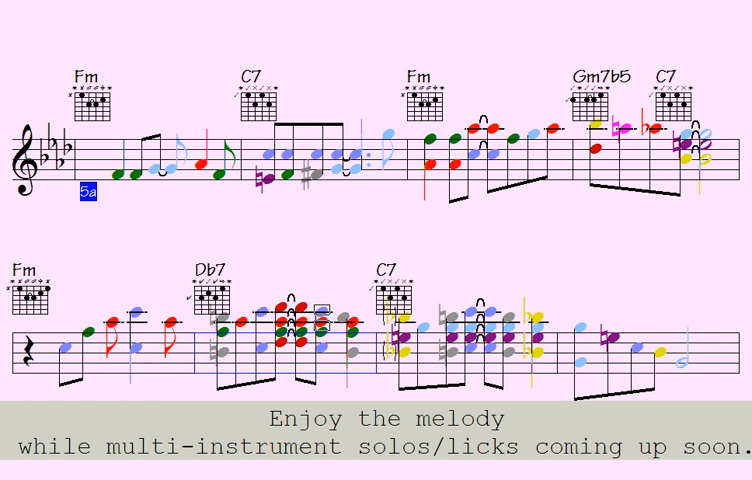 Fm C7 Fm Gm7b5 C7
5a
Fm Db7 C7
Enjoy the melody
while multi-instrument solos/licks coming up soon.